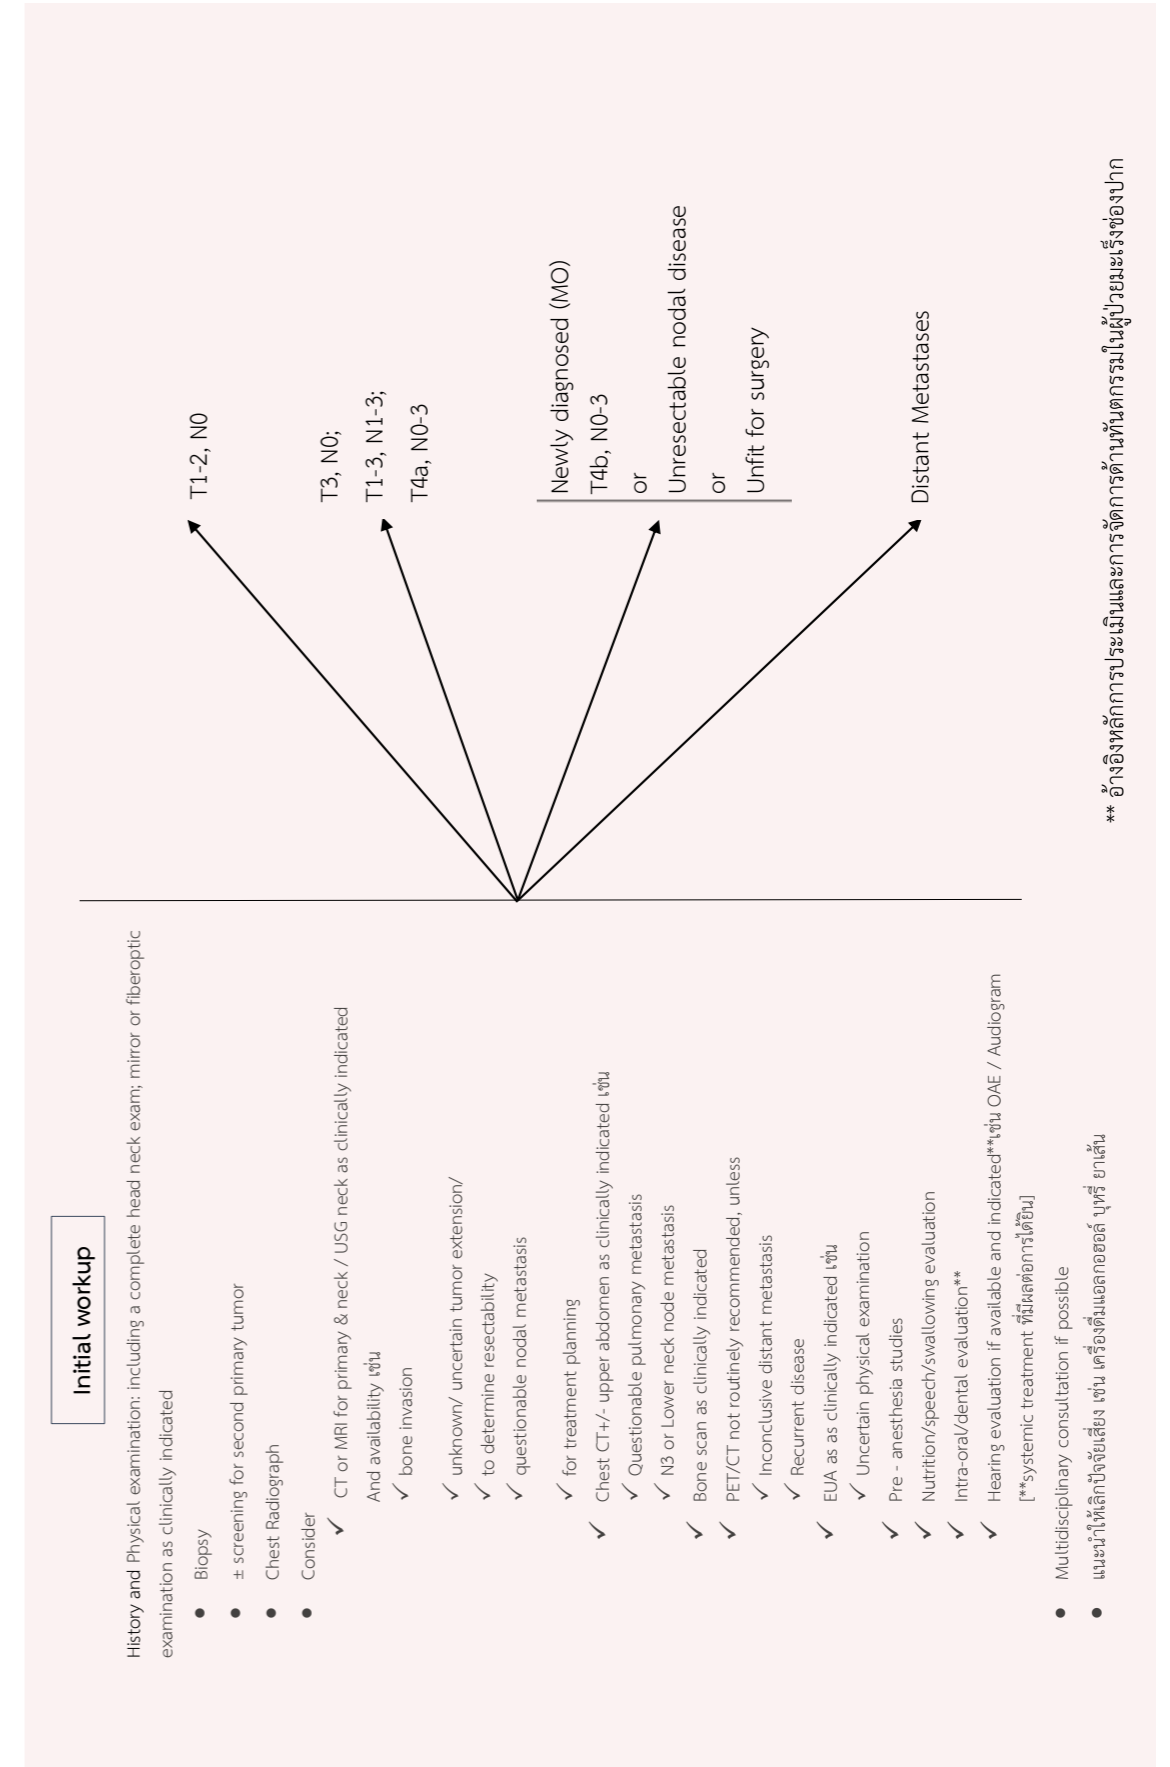 Initial workup
History and Physical examination: including a complete head neck exam; mirror or fiberoptic
examination as clinically indicated
● Biopsy
● ± screening for second primary tumor
● Chest Radiograph
● Consider
✓ CT or MRI for primary & neck / USG neck as clinically indicated
And availability เช่น
✓ bone invasion
✓ unknown/ uncertain tumor extension/
✓ to determine resectability
✓ questionable nodal metastasis
✓ for treatment planning
✓ Chest CT+/- upper abdomen as clinically indicated เช่น
✓ Questionable pulmonary metastasis
✓ N3 or Lower neck node metastasis
✓ Bone scan as clinically indicated
✓ PET/CT not routinely recommended, unless
✓ Inconclusive distant metastasis
✓ Recurrent disease
✓ EUA as as clinically indicated เช่น
✓ Uncertain physical examination
✓ Pre - anesthesia studies
✓ Nutrition/speech/swallowing evaluation
✓ Intra-oral/dental evaluation**
✓ Hearing evaluation if available and indicated**เช่น OAE / Audiogram
[**systemic treatment ที่มีผลต่อการได้ยิน]
● Multidisciplinary consultation if possible
● แนะนำให้เลิกปัจจัยเสี่ยง เช่น เครื่องดื่มแอลกอฮอล์ บุหรี่ ยาเส้น
T1-2, N0
T3, N0;
T1-3, N1-3;
T4a, N0-3
Newly diagnosed (MO)
T4b, N0-3
or
Unresectable nodal disease
or
Unfit for surgery
Distant Metastases
** อ้างอิงหลักการประเมินและการจัดการด้านทันตกรรมในผู้ป่วยมะเร็งช่องปาก